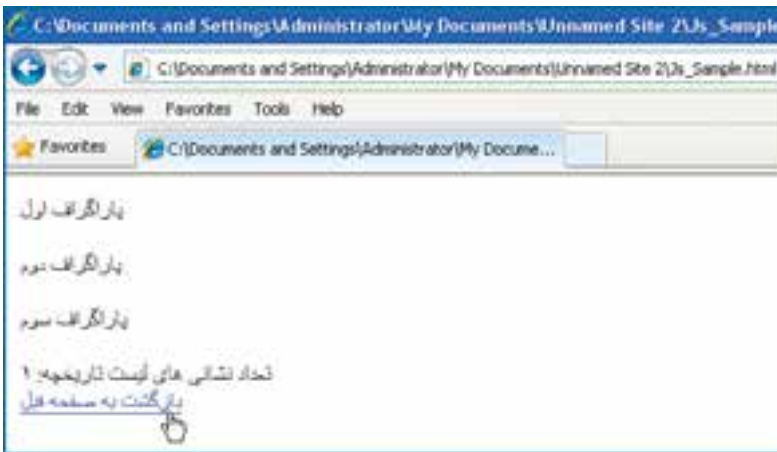 C:\Documents and Settings\Administrator\My Documents\Unnamed Site 2\Js_Sample
C:\Documents and Settings\Administrator\My Documents\Unnamed Site 2\Js_Sample.html
File Edit View Favorites Tools Help
Favorites C:\Documents and Settings\Administrator\My Docume...
پاراگراف اول
پاراگراف دوم
پاراگراف سوم
تعداد نشانی های لیست تاریخچه: ۱
بازگشت به صفحه قبل